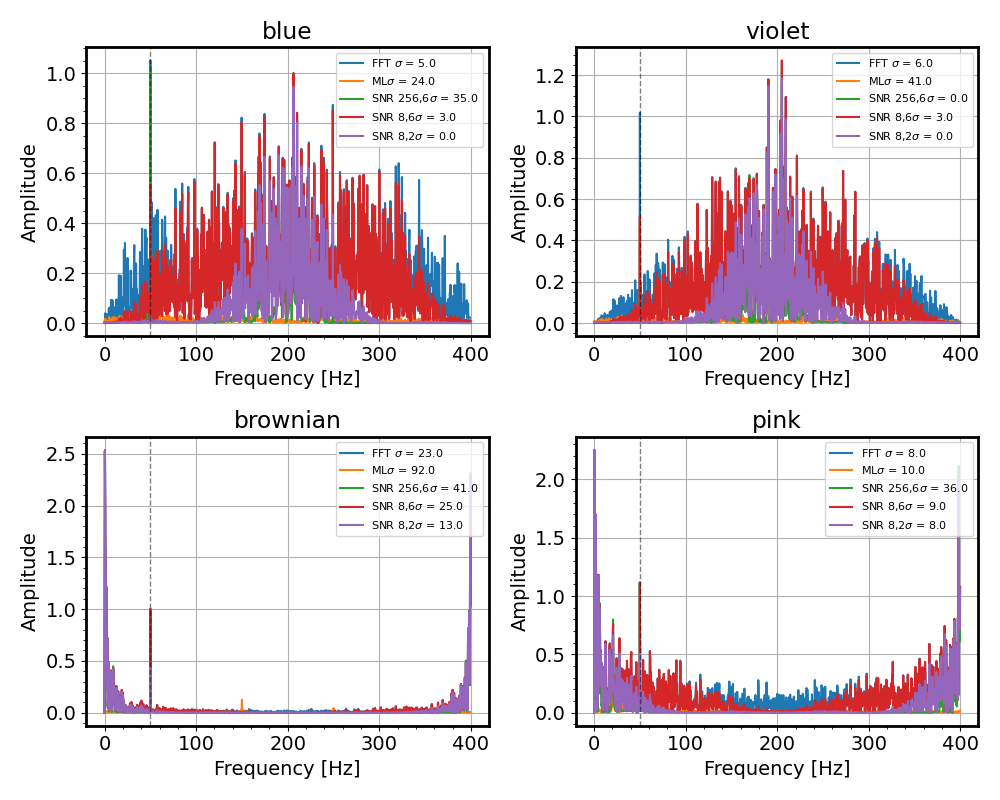 blue
1.0
0.8
0.6
0.4
0.2
0.0
Amplitude
0 100 200 300 400
Frequency [Hz]
FFT σ = 5.0
MLσ = 24.0
SNR 256,6σ = 35.0
SNR 8,6σ = 3.0
SNR 8,2σ = 0.0
violet
1.2
1.0
0.8
0.6
0.4
0.2
0.0
Amplitude
0 100 200 300 400
Frequency [Hz]
FFT σ = 6.0
MLσ = 41.0
SNR 256,6σ = 0.0
SNR 8,6σ = 3.0
SNR 8,2σ = 0.0
brownian
2.5
2.0
1.5
1.0
0.5
0.0
Amplitude
0 100 200 300 400
Frequency [Hz]
FFT σ = 23.0
MLσ = 92.0
SNR 256,6σ = 41.0
SNR 8,6σ = 25.0
SNR 8,2σ = 13.0
pink
2.0
1.5
1.0
0.5
0.0
Amplitude
0 100 200 300 400
Frequency [Hz]
FFT σ = 8.0
MLσ = 10.0
SNR 256,6σ = 36.0
SNR 8,6σ = 9.0
SNR 8,2σ = 8.0